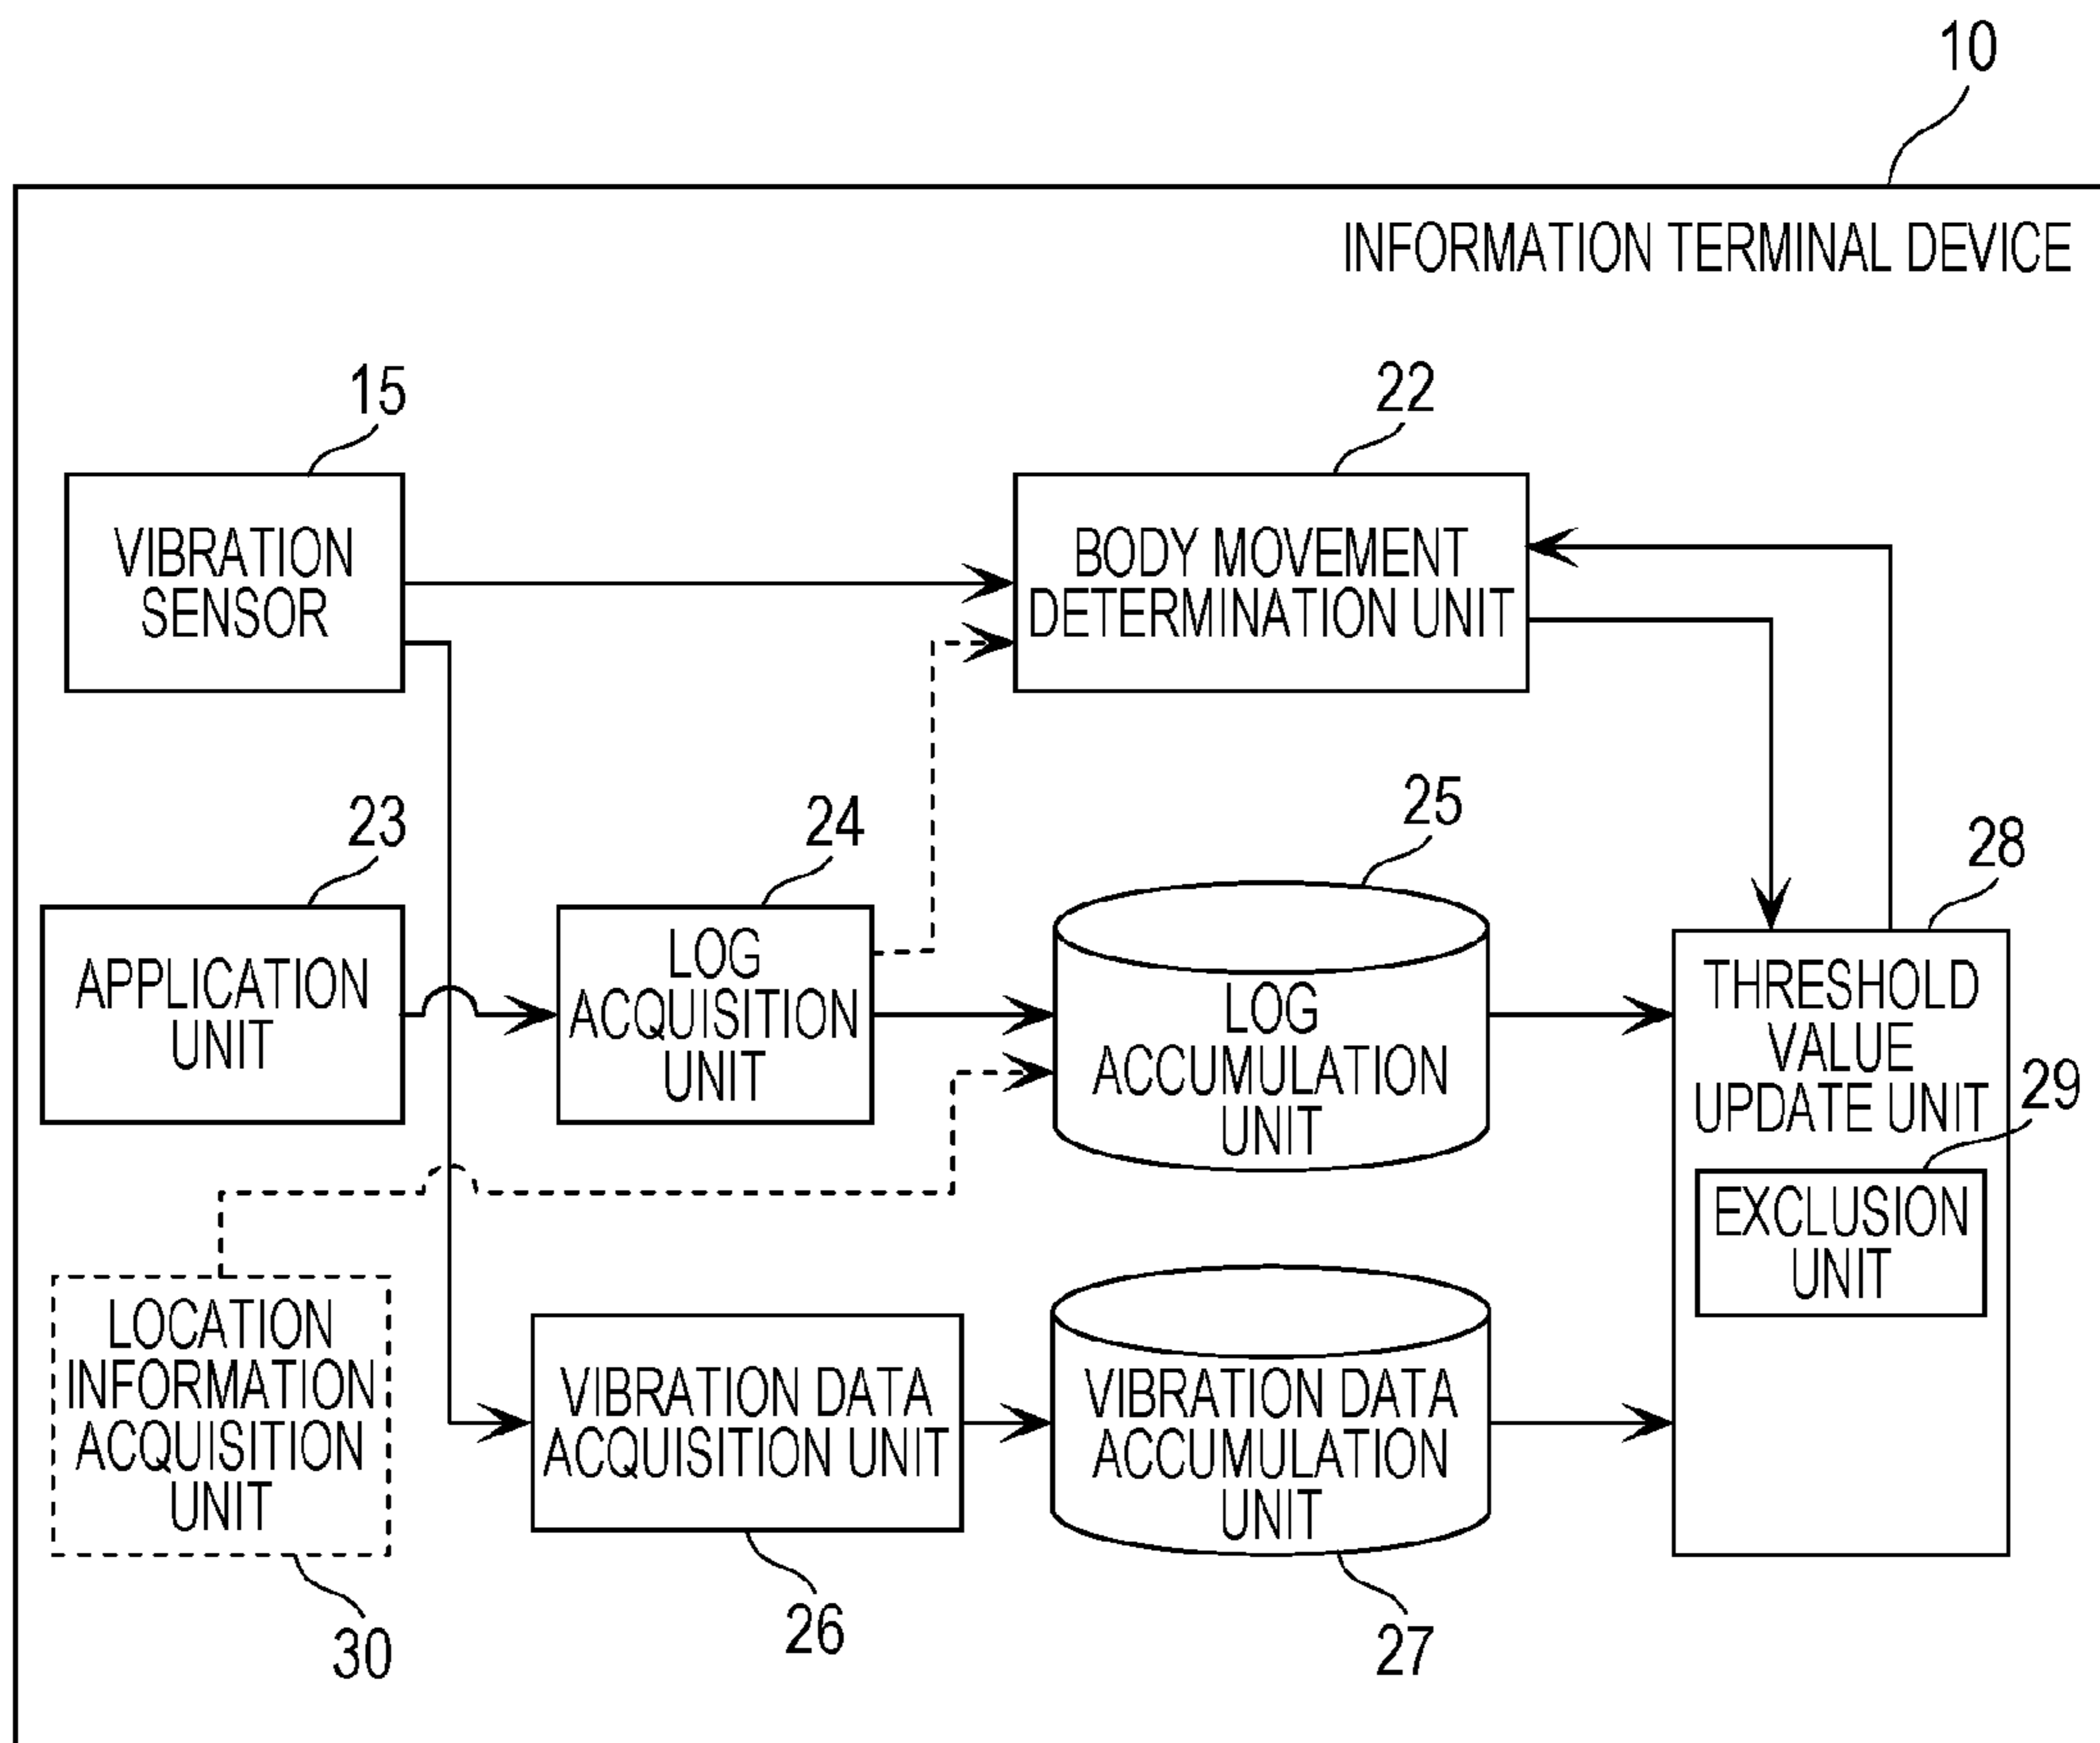 10
INFORMATION TERMINAL DEVICE
15
22
VIBRATION
SENSOR
BODY MOVEMENT
DETERMINATION UNIT
23
24
25
28
APPLICATION
UNIT
LOG
ACQUISITION
UNIT
LOG
ACCUMULATION
UNIT
THRESHOLD
VALUE
UPDATE UNIT
29
EXCLUSION
UNIT
LOCATION
INFORMATION
ACQUISITION
UNIT
VIBRATION DATA
ACQUISITION UNIT
VIBRATION DATA
ACCUMULATION
UNIT
30
26
27